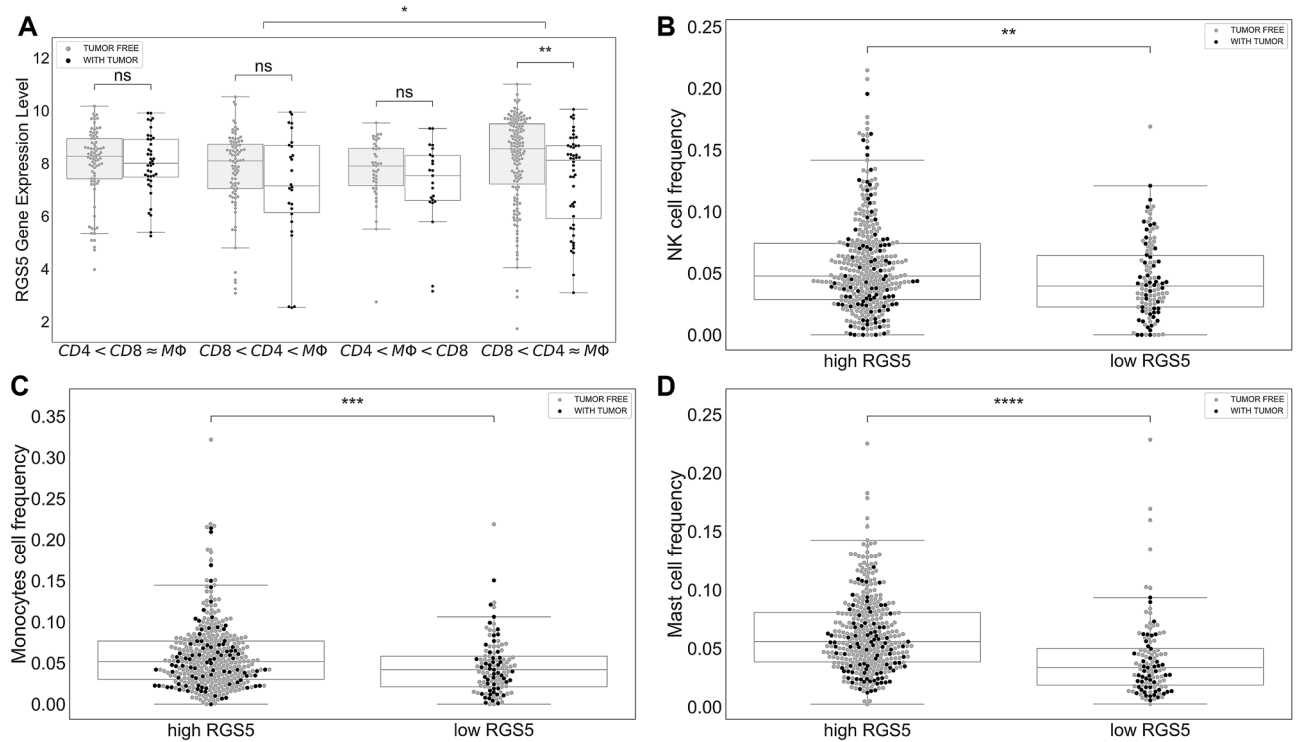 A
*
TUMOR FREE
WITH TUMOR
ns
ns
ns
**
RGS5 Gene Expression Level
12
10
8
6
4
2
CD4 < CD8 ≈ MΦ
CD8 < CD4 < MΦ
CD4 < MΦ < CD8
CD8 < CD4 ≈ MΦ
B
TUMOR FREE
WITH TUMOR
**
NK cell frequency
0.25
0.20
0.15
0.10
0.05
0.00
high RGS5
low RGS5
C
TUMOR FREE
WITH TUMOR
***
Monocytes cell frequency
0.35
0.30
0.25
0.20
0.15
0.10
0.05
0.00
high RGS5
low RGS5
D
TUMOR FREE
WITH TUMOR
****
Mast cell frequency
0.25
0.20
0.15
0.10
0.05
0.00
high RGS5
low RGS5